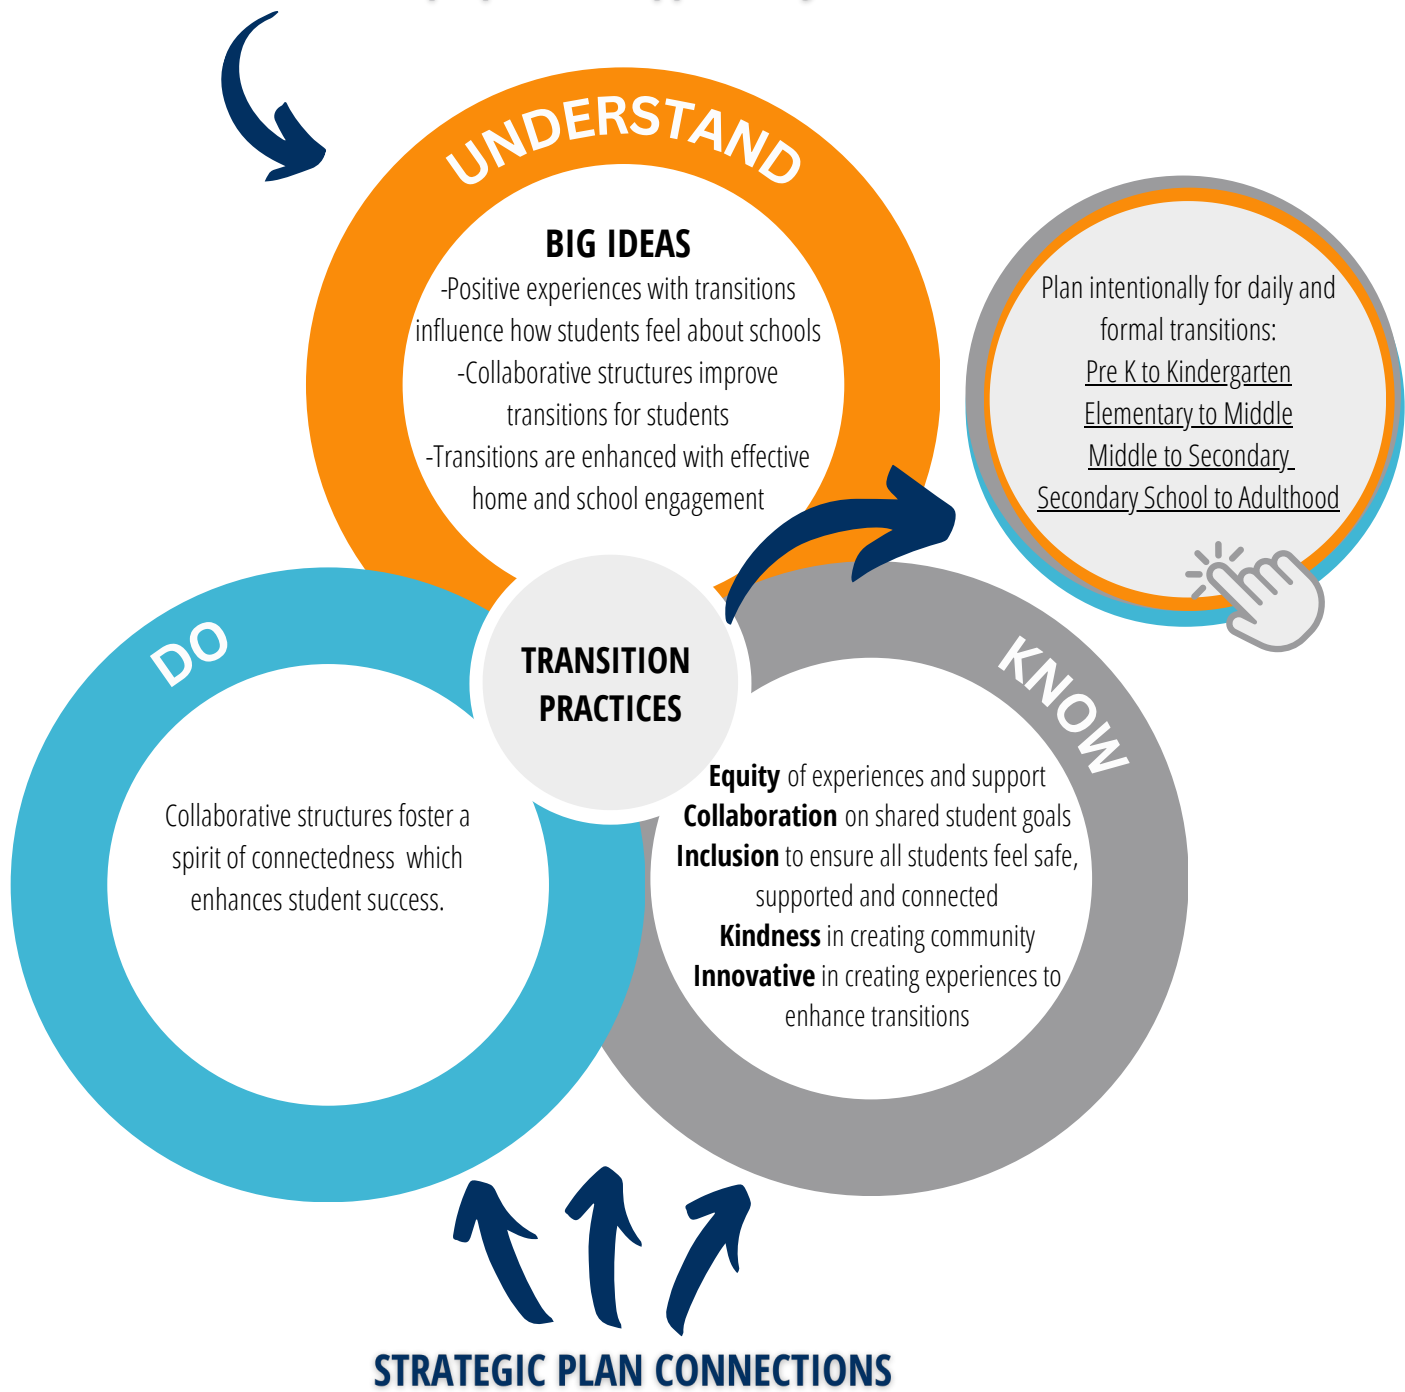 UNDERSTAND
BIG IDEAS
-Positive experiences with transitions
influence how students feel about schools
-Collaborative structures improve
transitions for students
-Transitions are enhanced with effective
home and school engagement
Plan intentionally for daily and
formal transitions:
Pre K to Kindergarten
Elementary to Middle
Middle to Secondary
Secondary School to Adulthood
TRANSITION
PRACTICES
DO
Collaborative structures foster a
spirit of connectedness which
enhances student success.
KNOW
Equity of experiences and support
Collaboration on shared student goals
Inclusion to ensure all students feel safe,
supported and connected
Kindness in creating community
Innovative in creating experiences to
enhance transitions
STRATEGIC PLAN CONNECTIONS